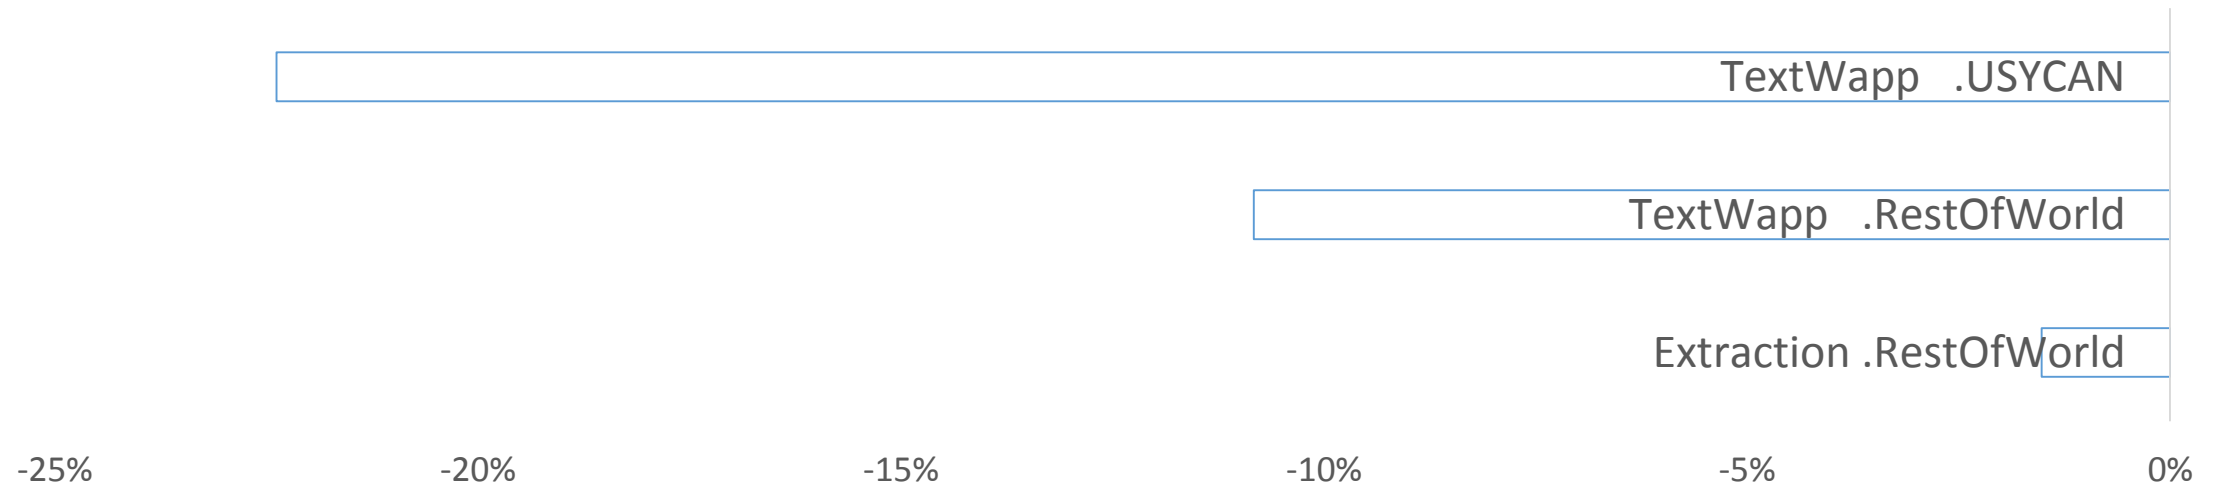 TextWapp .USYCAN
TextWapp .RestOfWorld
Extraction .RestOfWorld
-25% -20% -15% -10% -5% 0%